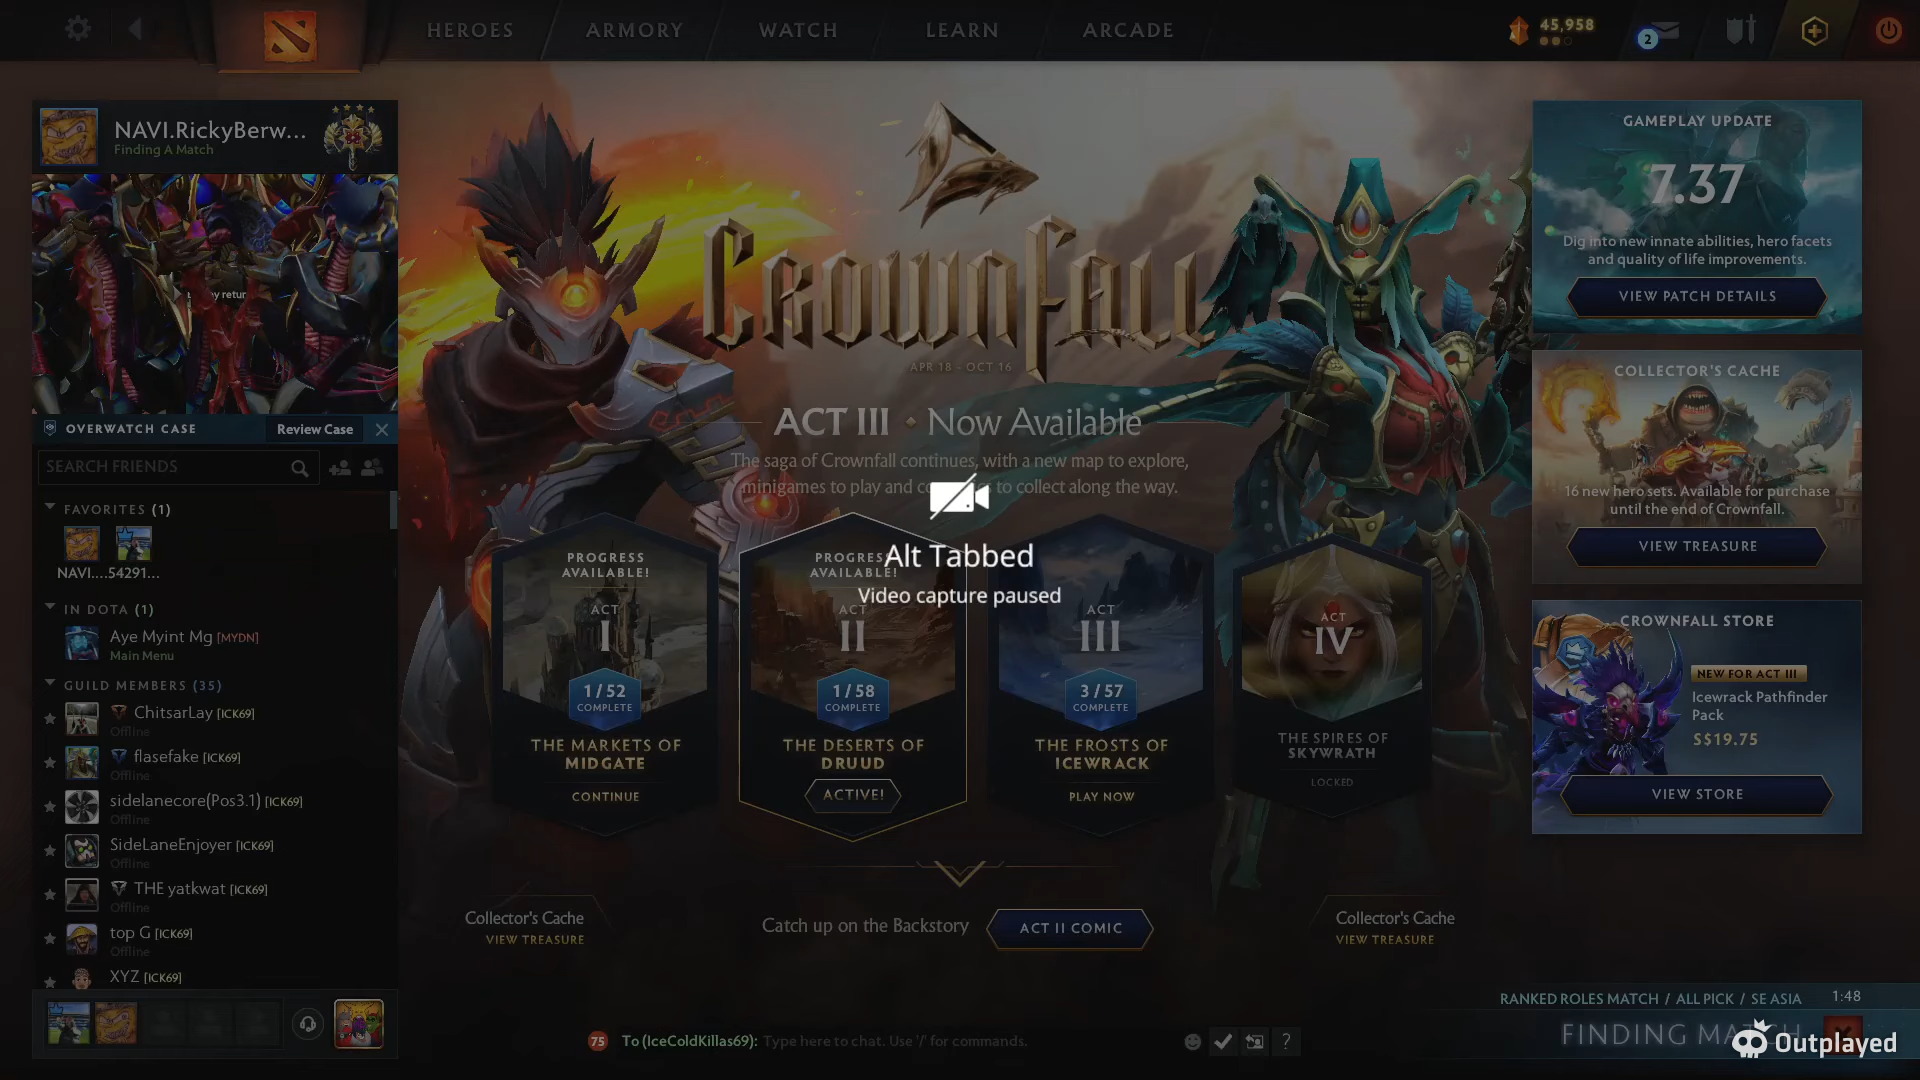 HEROES
ARMORY
WATCH
LEARN
ARCADE
45,958
2
NAVI.RickyBerw...
Finding A Match
OVERWATCH CASE
Review Case
SEARCH FRIENDS
FAVORITES (1)
NAVI....54291...
IN DOTA (1)
Aye Myint Mg [MYDN]
Main Menu
GUILD MEMBERS (35)
ChitsarLay [ICK69]
Offline
flasefake [ICK69]
Offline
sidelanecore(Pos3.1) [ICK69]
Offline
SideLaneEnjoyer [ICK69]
Offline
THE yatkwat [ICK69]
Offline
top G [ICK69]
Offline
XYZ [ICK69]
CROWNFALL
APR 18 - OCT 16
ACT III • Now Available
The saga of Crownfall continues, with a new map to explore,
minigames to play and to collect along the way.
Alt Tabbed
Video capture paused
PROGRESS
AVAILABLE!
ACT
I
1 / 52
COMPLETE
THE MARKETS OF
MIDGATE
CONTINUE
PROGRESS
AVAILABLE!
ACT
II
1 / 58
COMPLETE
THE DESERTS OF
DRUUD
ACTIVE!
ACT
III
3 / 57
COMPLETE
THE FROSTS OF
ICEWRACK
PLAY NOW
ACT
IV
THE SPIRES OF
SKYWRATH
LOCKED
Collector's Cache
VIEW TREASURE
Catch up on the Backstory
ACT II COMIC
Collector's Cache
VIEW TREASURE
75
To (IceColdKillas69): Type here to chat. Use '/' for commands.
?
GAMEPLAY UPDATE
7.37
Dig into new innate abilities, hero facets
and quality of life improvements.
VIEW PATCH DETAILS
COLLECTOR'S CACHE
16 new hero sets. Available for purchase
until the end of Crownfall.
VIEW TREASURE
CROWNFALL STORE
NEW FOR ACT III
Icewrack Pathfinder
Pack
S$19.75
VIEW STORE
RANKED ROLES MATCH / ALL PICK / SE ASIA
1:48
FINDING MATCH
Outplayed